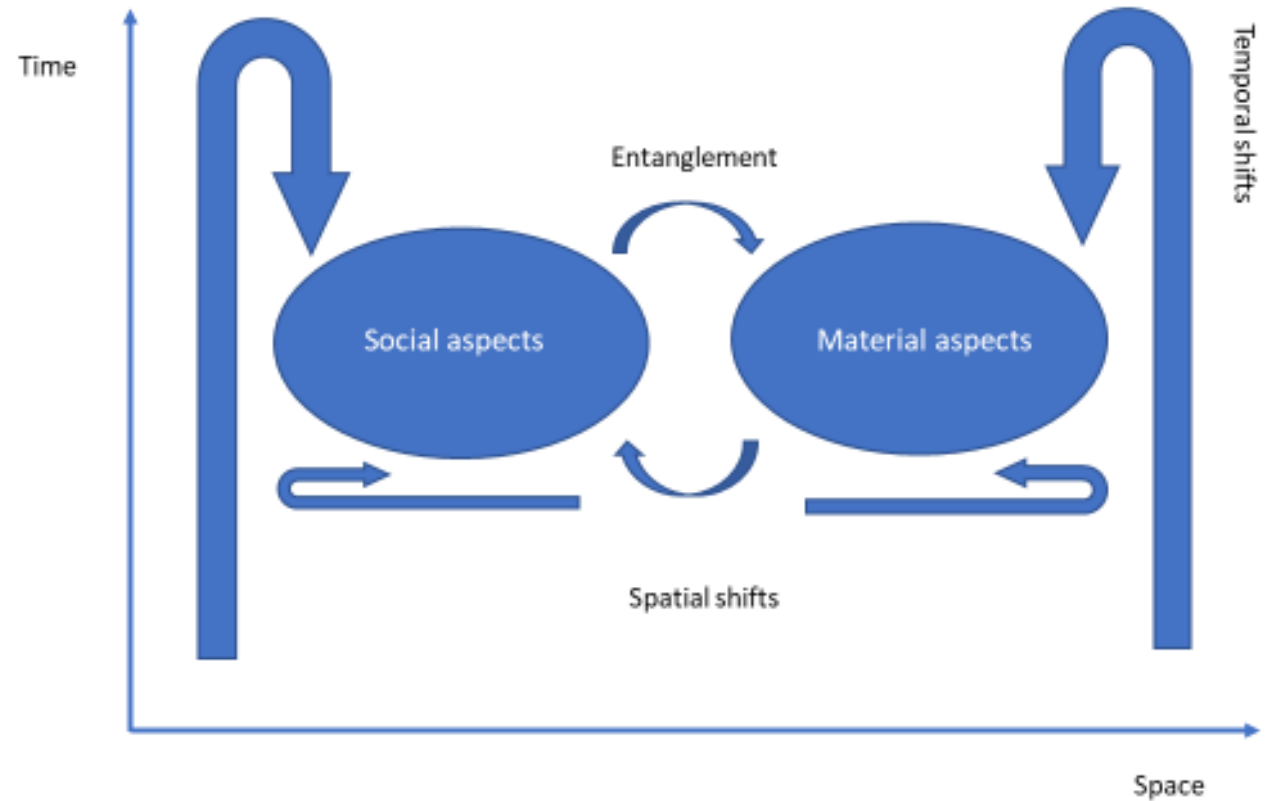 Time
Temporal shifts
Entanglement
Social aspects
Material aspects
Spatial shifts
Space